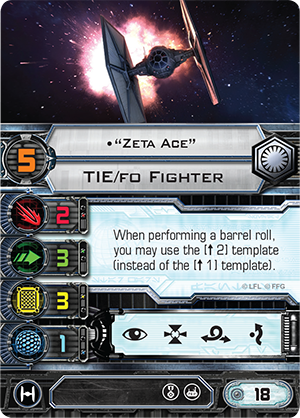 •“Zeta Ace”
5
TIE/fo Fighter
2
3
3
1
When performing a barrel roll,
you may use the [⬆ 2] template
(instead of the [⬆ 1] template).
©LFL ©FFG
18